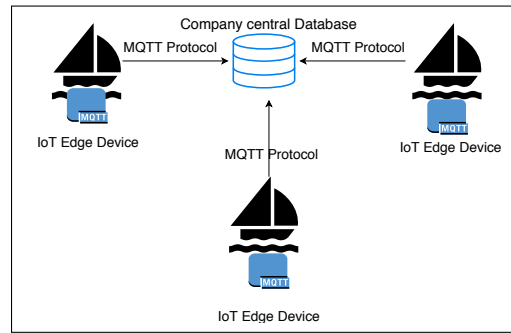 Company central Database
MQTT Protocol
MQTT Protocol
MQTT
IoT Edge Device
MQTT
IoT Edge Device
MQTT Protocol
MQTT
IoT Edge Device